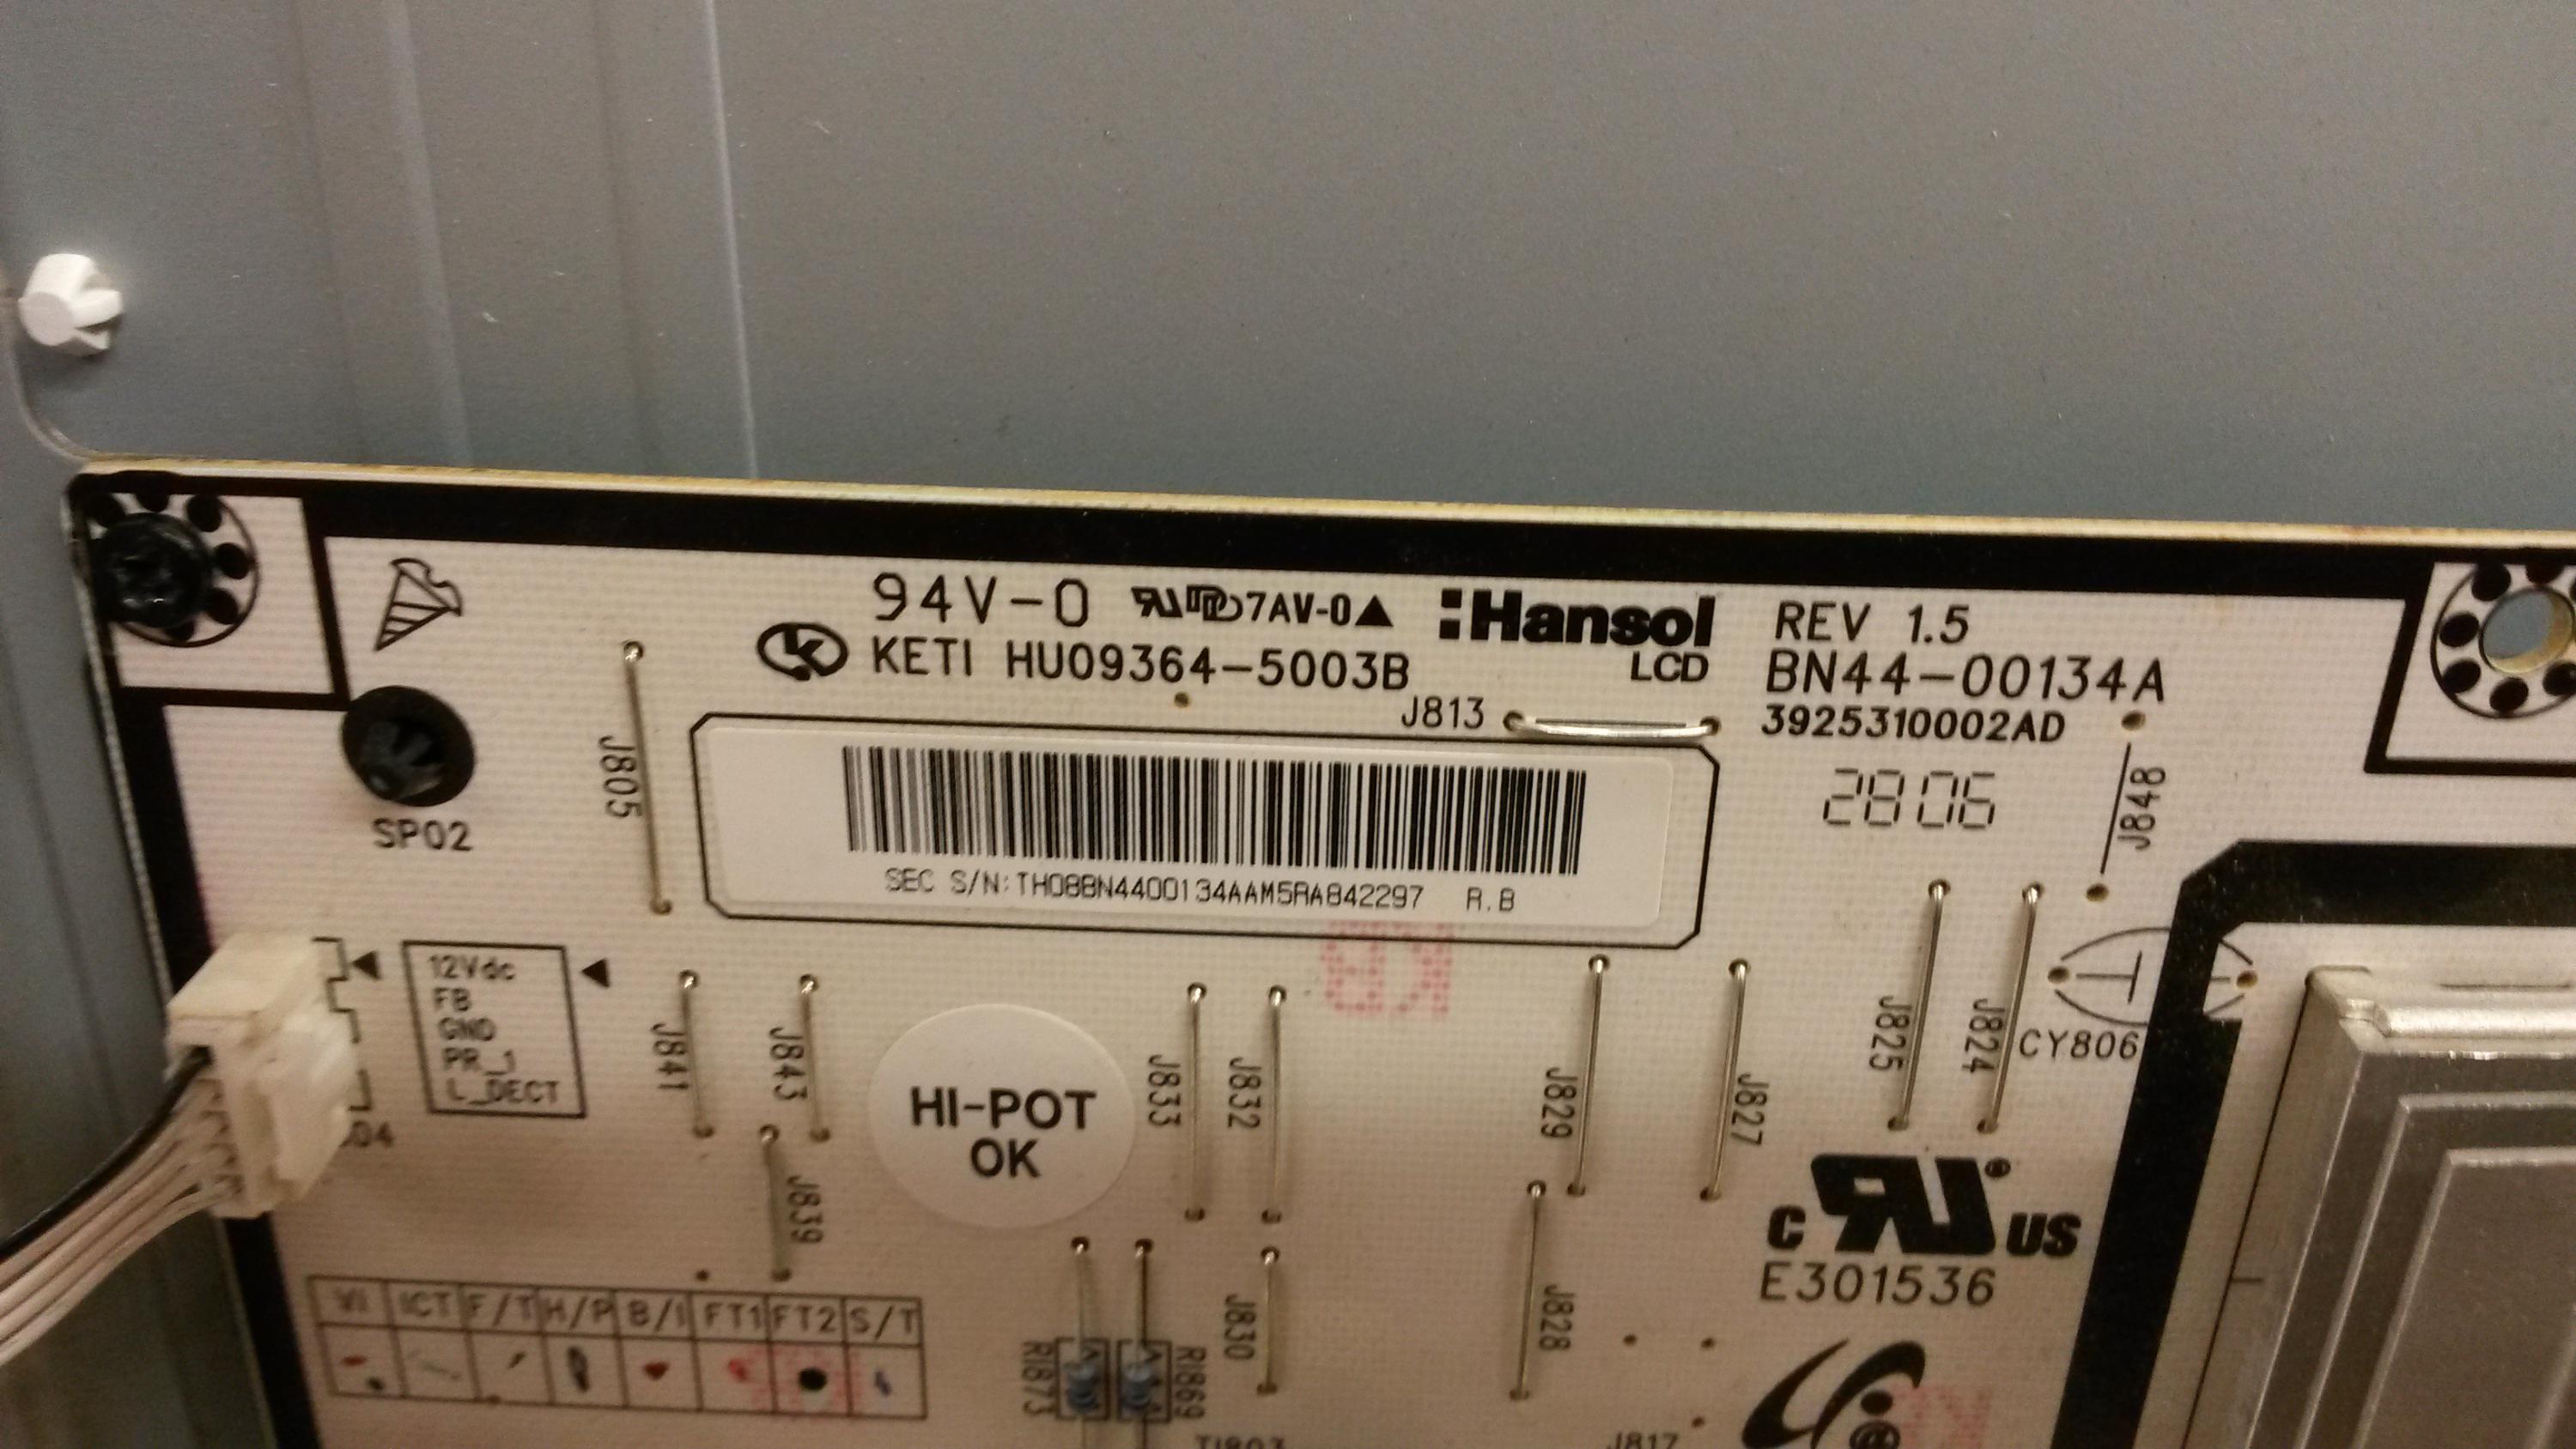 94V-0 7AV-0▲
KETI HU09364-5003B
Hansol
LCD
REV 1.5
BN44-00134A
3925310002AD
J813
2806
J848
J805
SP02
SEC S/N:TH08BN4400134AAM5RA842297 R.B
12Vdc
FB
GND
PR_1
L_DECT
J841
J843
J839
HI-POT
OK
J833
J832
J829
J827
J825
J824
CY806
c US
E301536
VI ICT F/T H/P B/I FT1 FT2 S/T
R1873
R1869
J830
J828
J817